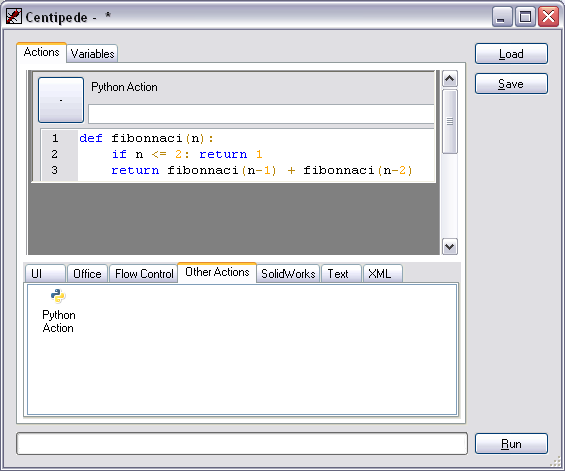 Centipede - *
Actions
Variables
Load
Save
-
Python Action
1 def fibonnaci(n):
2 if n <= 2: return 1
3 return fibonnaci(n-1) + fibonnaci(n-2)
UI
Office
Flow Control
Other Actions
SolidWorks
Text
XML
Python
Action
Run